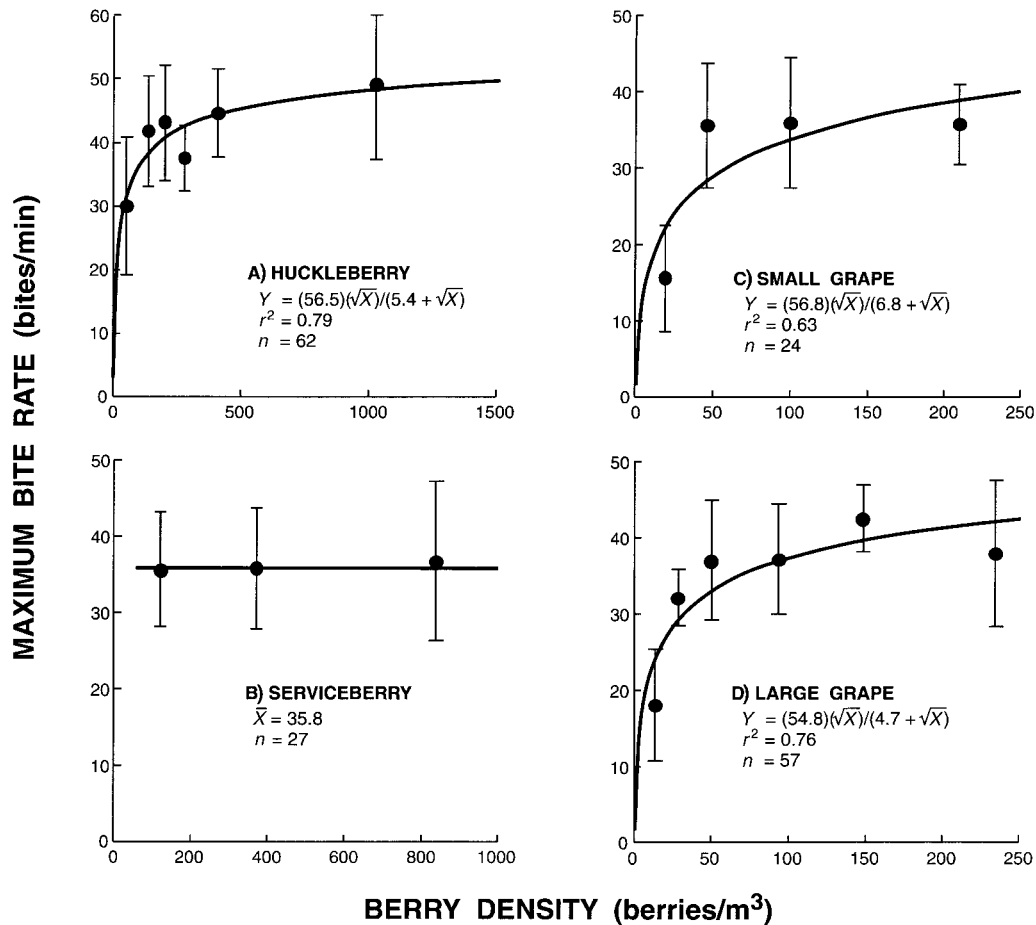 MAXIMUM BITE RATE (bites/min)
60
50
40
30
20
10
0
0
500
1000
1500
A) HUCKLEBERRY
Y = (56.5)(√X)/(5.4 + √X)
r² = 0.79
n = 62
50
40
30
20
10
0
0
50
100
150
200
250
C) SMALL GRAPE
Y = (56.8)(√X)/(6.8 + √X)
r² = 0.63
n = 24
50
40
30
20
10
0
0
200
400
600
800
1000
B) SERVICEBERRY
X̅ = 35.8
n = 27
50
40
30
20
10
0
0
50
100
150
200
250
D) LARGE GRAPE
Y = (54.8)(√X)/(4.7 + √X)
r² = 0.76
n = 57
BERRY DENSITY (berries/m³)